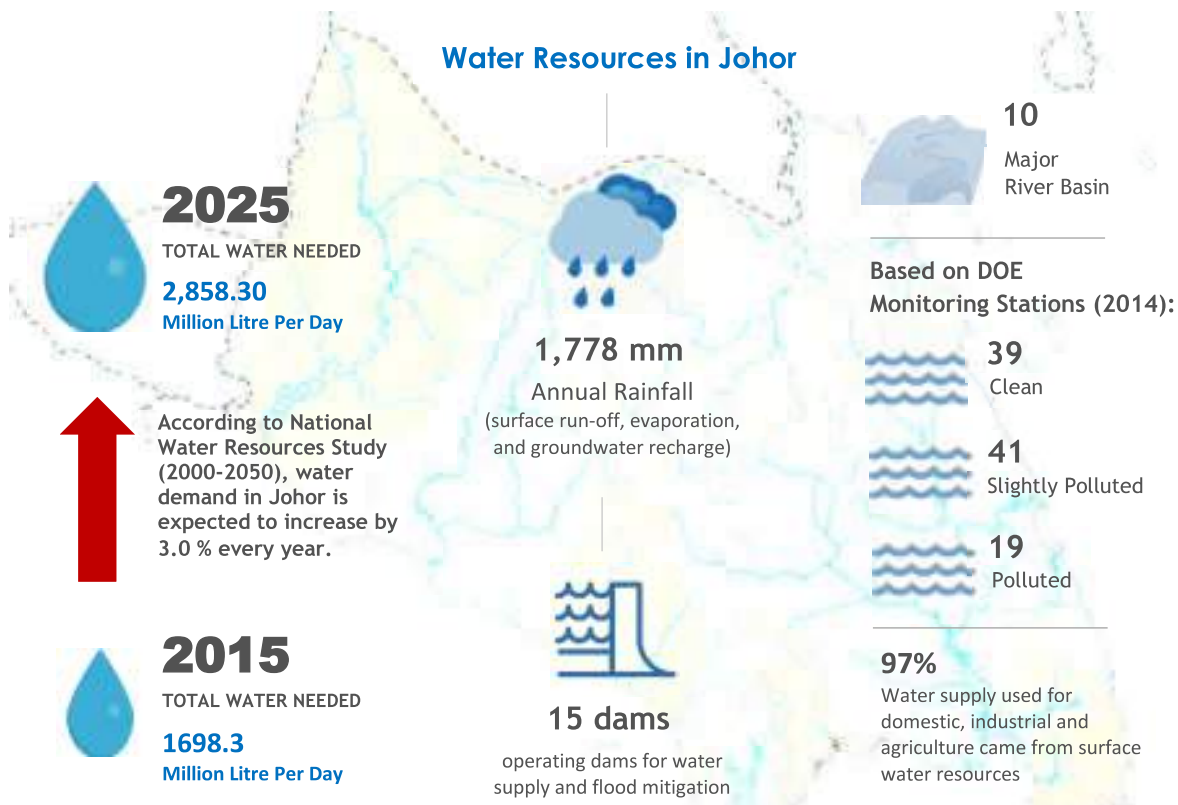 Water Resources in Johor
2025
TOTAL WATER NEEDED
2,858.30
Million Litre Per Day
According to National
Water Resources Study
(2000-2050), water
demand in Johor is
expected to increase by
3.0 % every year.
2015
TOTAL WATER NEEDED
1698.3
Million Litre Per Day
1,778 mm
Annual Rainfall
(surface run-off, evaporation,
and groundwater recharge)
15 dams
operating dams for water
supply and flood mitigation
10
Major
River Basin
Based on DOE
Monitoring Stations (2014):
39
Clean
41
Slightly Polluted
19
Polluted
97%
Water supply used for
domestic, industrial and
agriculture came from surface
water resources